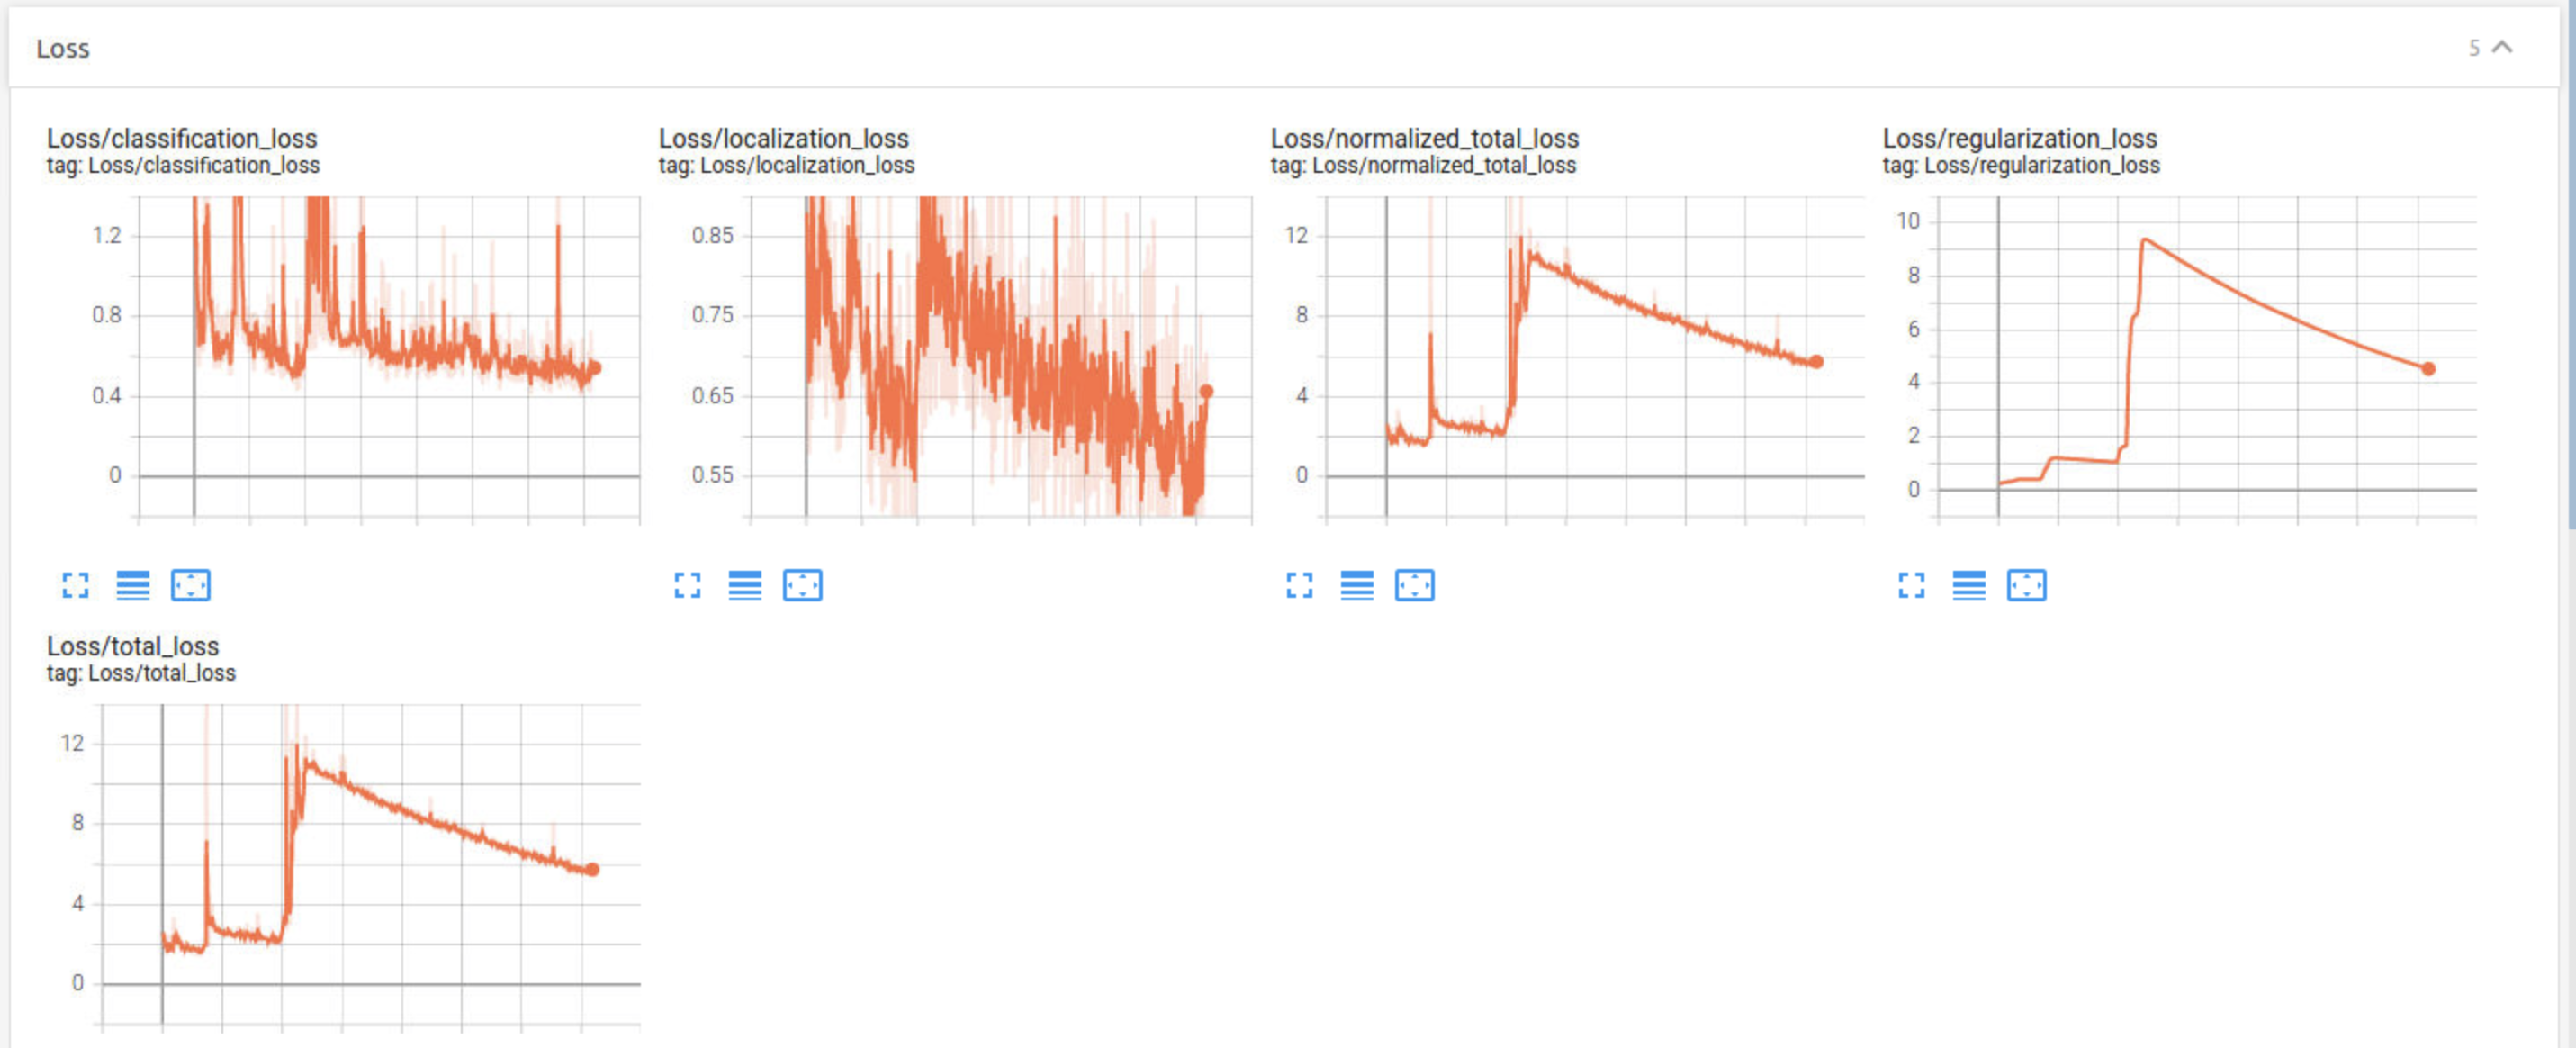 Loss 5
Loss/classification_loss
tag: Loss/classification_loss
1.2
0.8
0.4
0
Loss/localization_loss
tag: Loss/localization_loss
0.85
0.75
0.65
0.55
Loss/normalized_total_loss
tag: Loss/normalized_total_loss
12
8
4
0
Loss/regularization_loss
tag: Loss/regularization_loss
10
8
6
4
2
0
Loss/total_loss
tag: Loss/total_loss
12
8
4
0